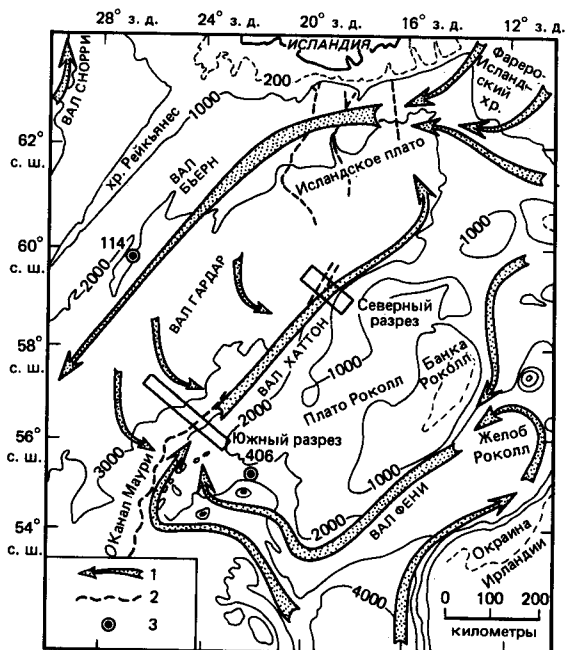 28° з. д.
24° з. д.
20° з. д.
16° з. д.
12° з. д.
ИСЛАНДИЯ
200
ВАЛ СНОРРИ
Фареро-
Исланд-
ский
хр.
1000
хр. Рейкьянес
62°
с. ш.
ВАЛ
БЬЕРН
Исландское плато
1000
60°
с. ш.
114
2000
ВАЛ ГАРДАР
Северный
разрез
58°
с. ш.
ВАЛ ХАТТОН
1000
Банка
Роколл
Плато Роколл
2000
56°
с. ш.
3000
Южный разрез
406
Желоб
Роколл
Канал Маури
1000
2000
ВАЛ ФЕНИ
54°
с. ш.
Окраина
Ирландии
4000
1
2
3
0 100 200
километры